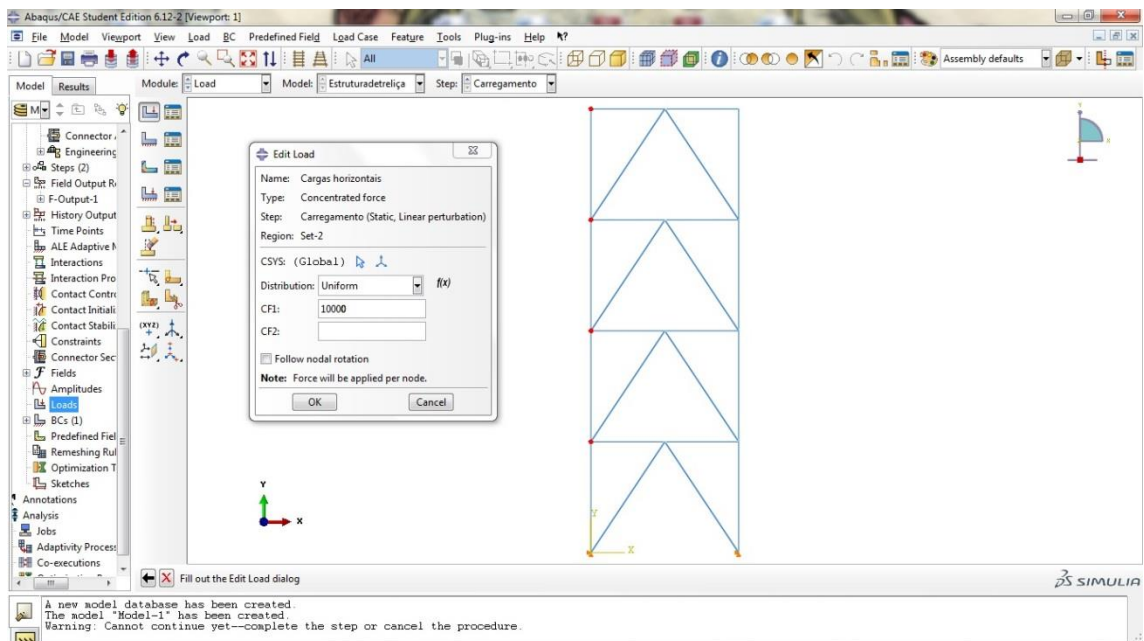 Abaqus/CAE Student Edition 6.12-2 [Viewport: 1]
File Model Viewport View Load BC Predefined Field Load Case Feature Tools Plug-ins Help
All
Assembly defaults
Model Results
Module: Load Model: Estruturadetreliça Step: Carregamento
Engineering
Steps (2)
Field Output
F-Output-1
History Output
Time Points
ALE Adaptive
Interactions
Interaction Pro
Contact Contr
Contact Initiali
Contact Stabili
Constraints
Connector Sec
Fields
Amplitudes
Loads
BCs (1)
Predefined Fiel
Remeshing Rul
Optimization T
Sketches
Annotations
Analysis
Jobs
Adaptivity Process
Co-executions
Edit Load
Name: Cargas horizontais
Type: Concentrated force
Step: Carregamento (Static, Linear perturbation)
Region: Set-2
CSYS: (Global)
Distribution: Uniform f(x)
CF1: 10000
CF2:
Follow nodal rotation
Note: Force will be applied per node.
OK Cancel
(XYZ)
Y
X
Y
X
Fill out the Edit Load dialog
SIMULIA
A new model database has been created.
The model "Model-1" has been created.
Warning: Cannot continue yet--complete the step or cancel the procedure.